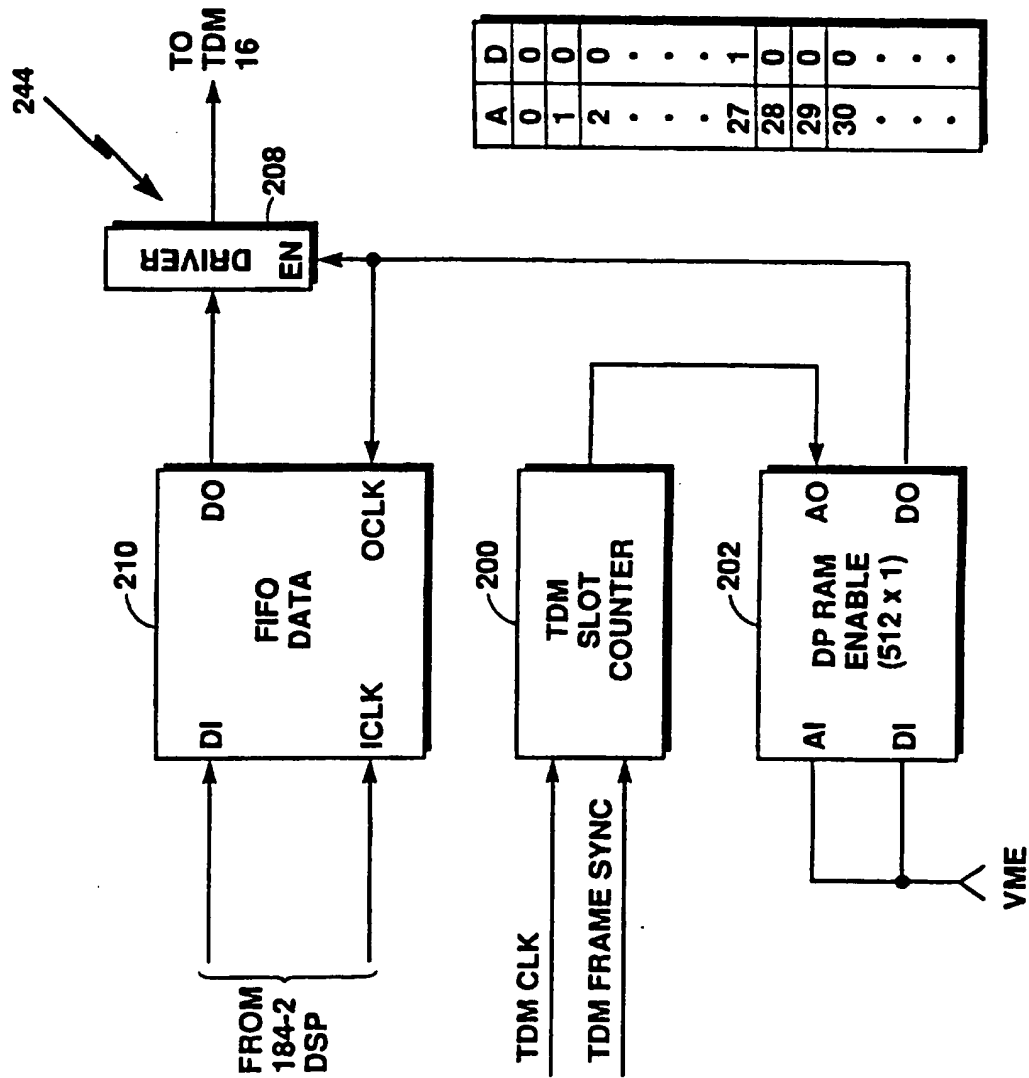 244
TO
TDM
16
DRIVER
EN
208
210
FIFO
DATA
DI
DO
ICLK
OCLK
FROM
184-2
DSP
200
TDM
SLOT
COUNTER
TDM CLK
TDM FRAME SYNC
202
DP RAM
ENABLE
(512 x 1)
AI
AO
DI
DO
VME
A D
0 0
1 0
2 0
· ·
· ·
· ·
27 1
28 0
29 0
30 0
· ·
· ·
· ·